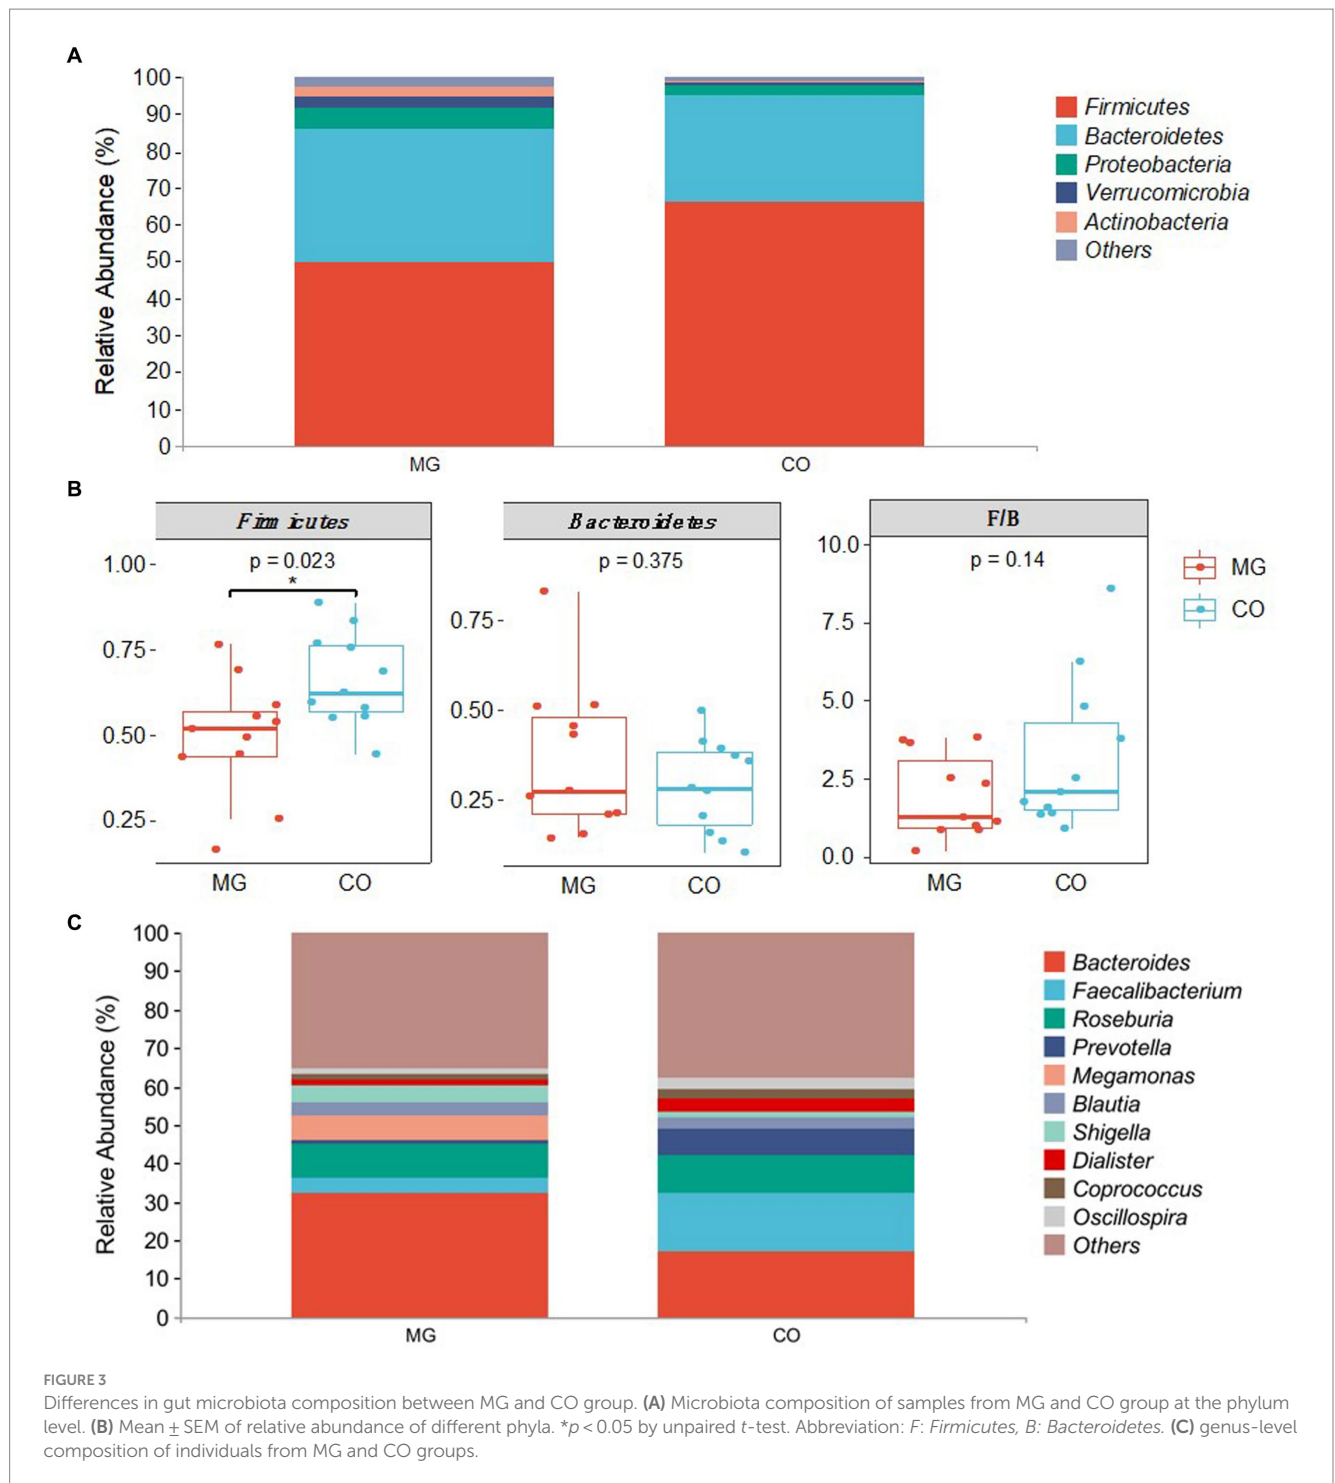 A
100
90
80
70
60
50
40
30
20
10
0
Relative Abundance (%)
MG
CO
Firmicutes
Bacteroidetes
Proteobacteria
Verrucomicrobia
Actinobacteria
Others
B
Firmicutes
p = 0.023
*
1.00
0.75
0.50
0.25
MG
CO
Bacteroidetes
p = 0.375
0.75
0.50
0.25
MG
CO
F/B
p = 0.14
10.0
7.5
5.0
2.5
0.0
MG
CO
MG
CO
C
100
90
80
70
60
50
40
30
20
10
0
Relative Abundance (%)
MG
CO
Bacteroides
Faecalibacterium
Roseburia
Prevotella
Megamonas
Blautia
Shigella
Dialister
Coprococcus
Oscillospira
Others
FIGURE 3
Differences in gut microbiota composition between MG and CO group. (A) Microbiota composition of samples from MG and CO group at the phylum
level. (B) Mean ± SEM of relative abundance of different phyla. *p < 0.05 by unpaired t-test. Abbreviation: F: Firmicutes, B: Bacteroidetes. (C) genus-level
composition of individuals from MG and CO groups.